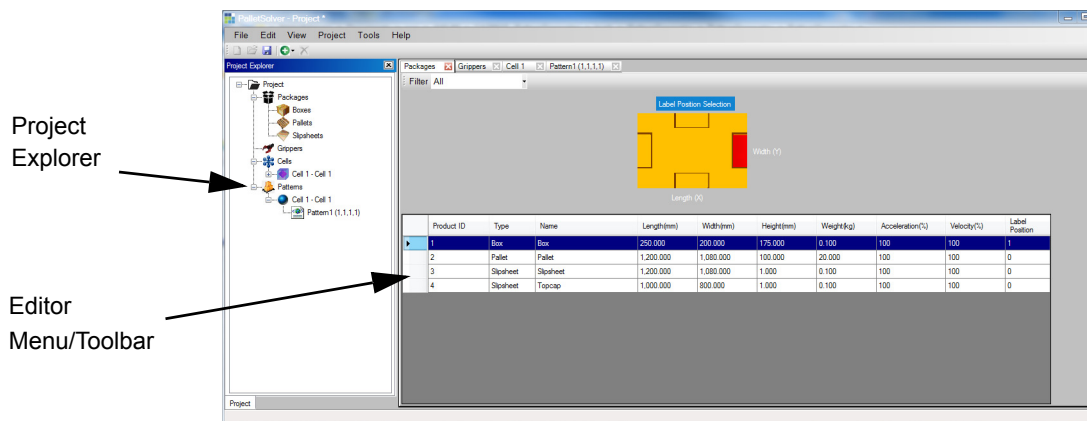 PalletSolver - Project *
File Edit View Project Tools Help
Project Explorer
Packages Grippers Cell 1 Pattern1 (1,1,1,1)
Filter All
Project
Packages
Boxes
Pallets
Slipsheets
Grippers
Cells
Cell 1 - Cell 1
Patterns
Cell 1 - Cell 1
Pattern1 (1,1,1,1)
Project
Explorer
Editor
Menu/Toolbar
Label Postion Selection
Width (Y)
Length (X)
Product ID Type Name Length(mm) Width(mm) Height(mm) Weight(kg) Acceleration(%) Velocity(%) Label Position
1 Box Box 250.000 200.000 175.000 0.100 100 100 1
2 Pallet Pallet 1,200.000 1,080.000 100.000 20.000 100 100 0
3 Slipsheet Slipsheet 1,200.000 1,080.000 1.000 0.100 100 100 0
4 Slipsheet Topcap 1,000.000 800.000 1.000 0.100 100 100 0
Project